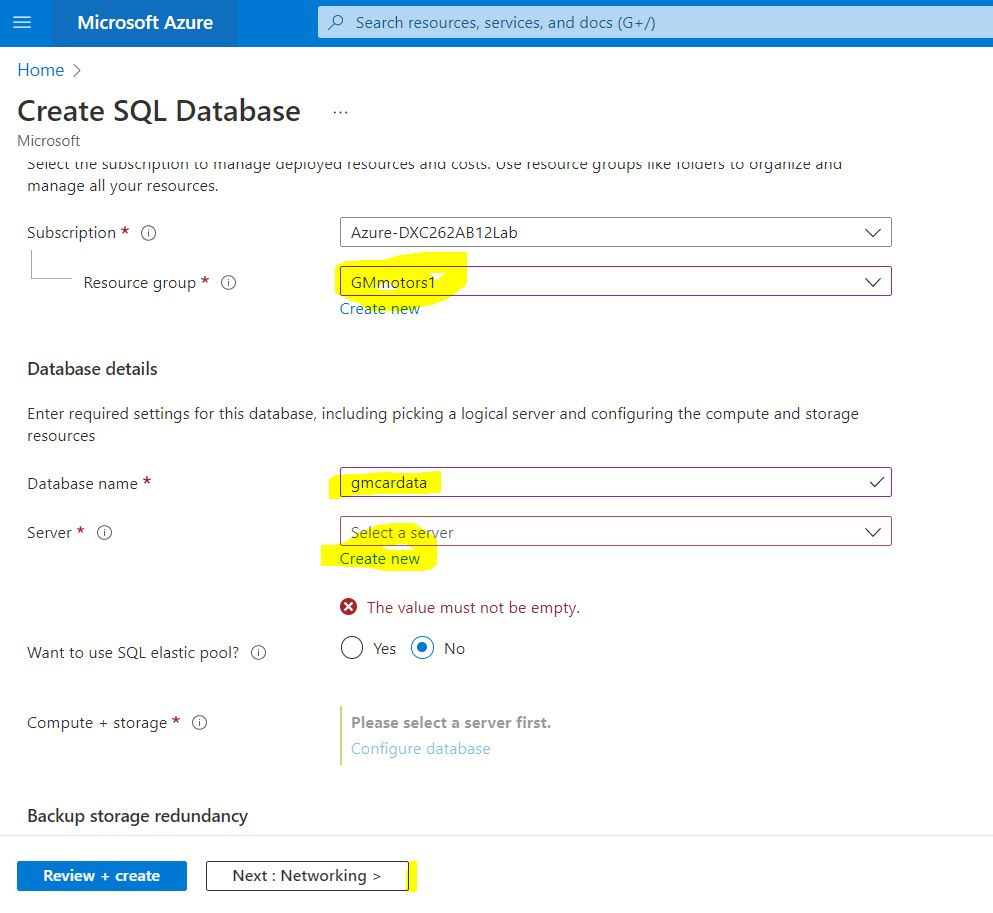 Microsoft Azure
Search resources, services, and docs (G+/)
Home >
Create SQL Database ...
Microsoft
Select the subscription to manage deployed resources and costs. Use resource groups like folders to organize and
manage all your resources.
Subscription *
Azure-DXC262AB12Lab
Resource group *
GMmotors1
Create new
Database details
Enter required settings for this database, including picking a logical server and configuring the compute and storage
resources
Database name *
gmcardata
Server *
Select a server
Create new
The value must not be empty.
Want to use SQL elastic pool?
Yes
No
Compute + storage *
Please select a server first.
Configure database
Backup storage redundancy
Review + create
Next : Networking >